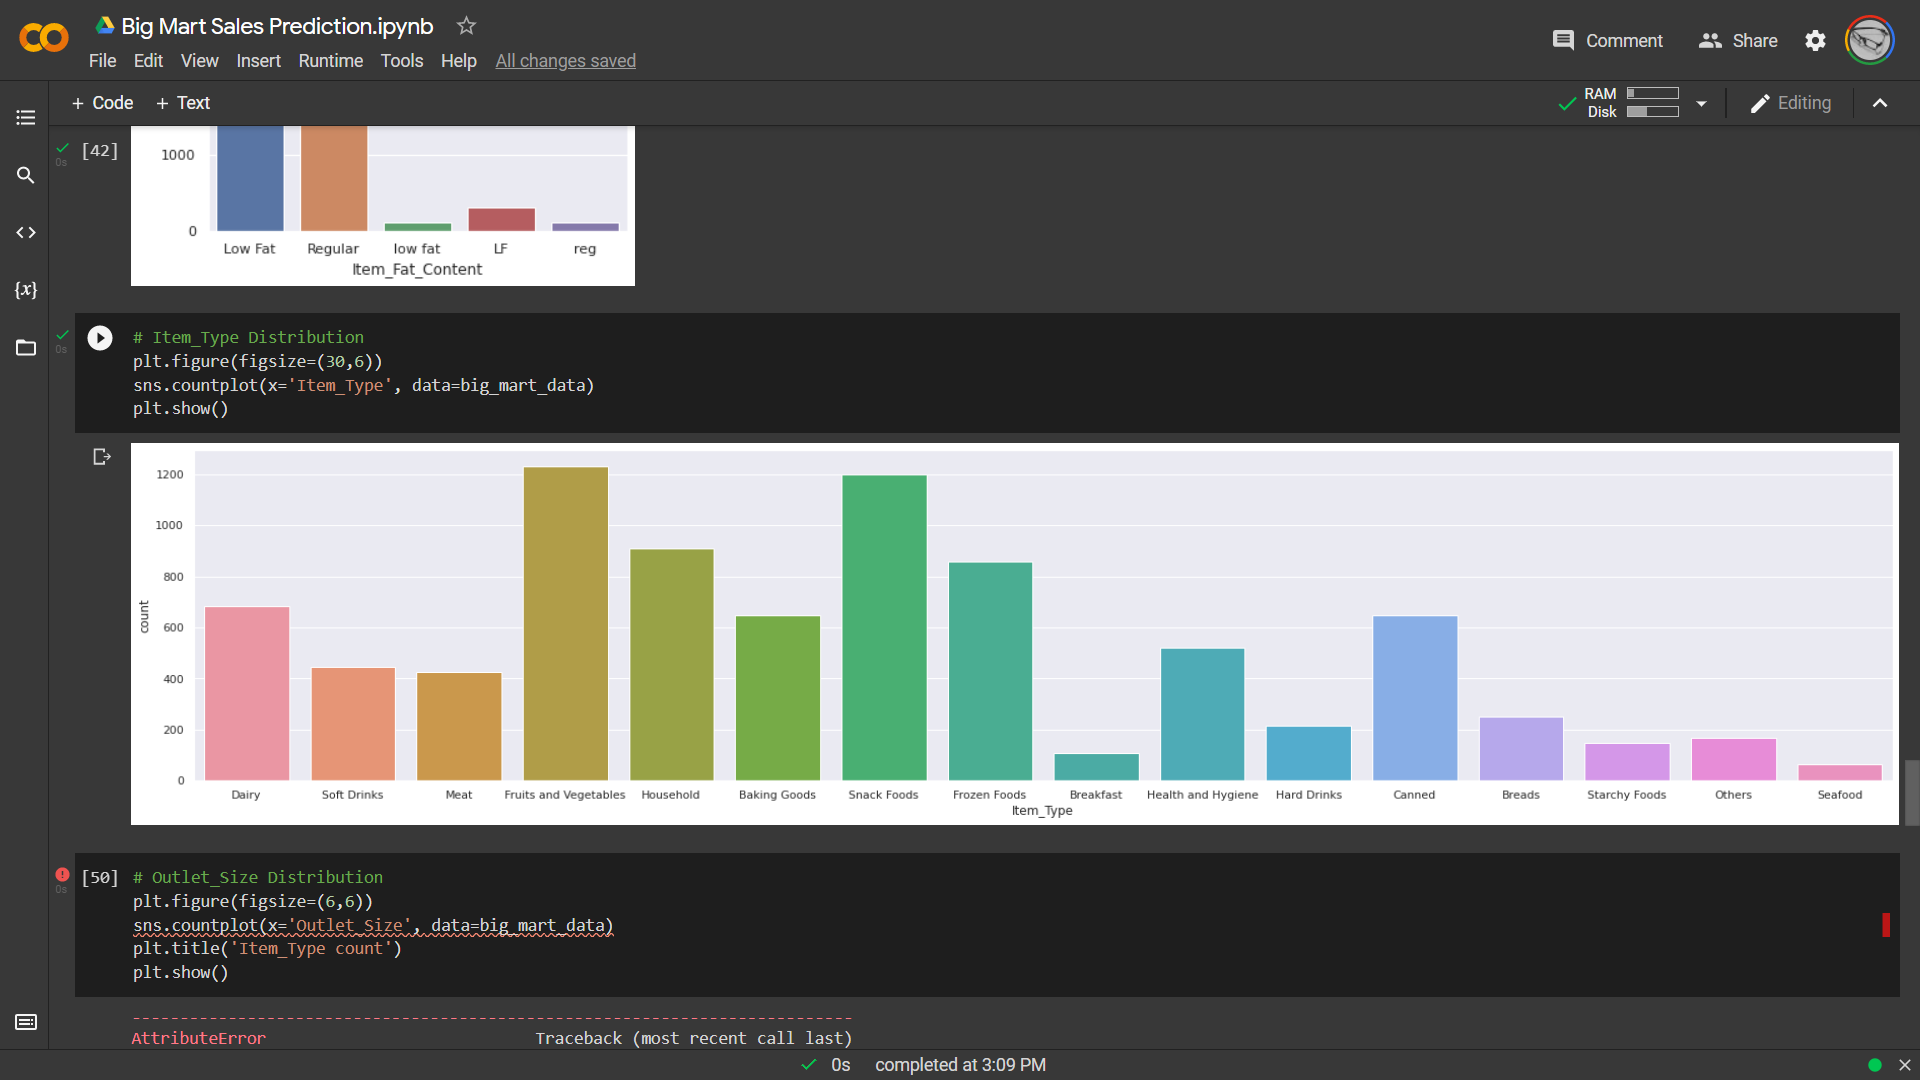 Big Mart Sales Prediction.ipynb
File Edit View Insert Runtime Tools Help All changes saved
Comment Share
+ Code + Text
RAM
Disk
Editing
[42]
0s
1000
0
Low Fat Regular low fat LF reg
Item_Fat_Content
0s
# Item_Type Distribution
plt.figure(figsize=(30,6))
sns.countplot(x='Item_Type', data=big_mart_data)
plt.show()
1200
1000
800
600
400
200
0
count
Dairy Soft Drinks Meat Fruits and Vegetables Household Baking Goods Snack Foods Frozen Foods Breakfast Health and Hygiene Hard Drinks Canned Breads Starchy Foods Others Seafood
Item_Type
[50]
0s
# Outlet_Size Distribution
plt.figure(figsize=(6,6))
sns.countplot(x='Outlet_Size', data=big_mart_data)
plt.title('Item_Type count')
plt.show()
---------------------------------------------------------------------------
AttributeError Traceback (most recent call last)
0s completed at 3:09 PM